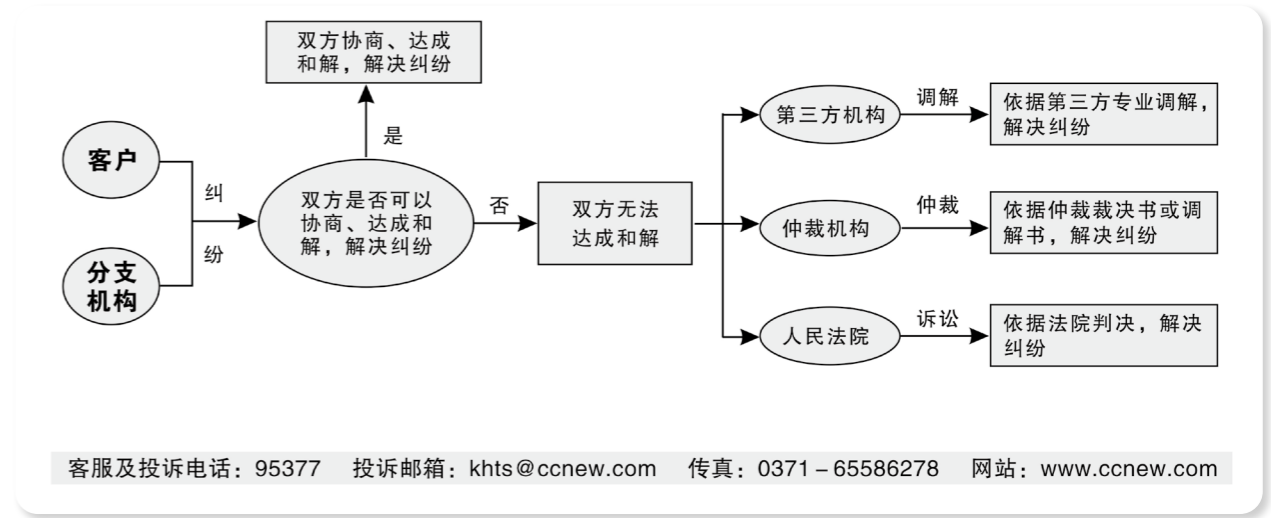 双方协商、达成
和解，解决纠纷
是
客户
分支
机构
纠
纷
双方是否可以
协商、达成和
解，解决纠纷
否
双方无法
达成和解
第三方机构
调解
依据第三方专业调解，
解决纠纷
仲裁机构
仲裁
依据仲裁裁决书或调
解书，解决纠纷
人民法院
诉讼
依据法院判决，解决
纠纷
客服及投诉电话：95377 投诉邮箱：khts@ccnew.com 传真：0371－65586278 网站：www.ccnew.com